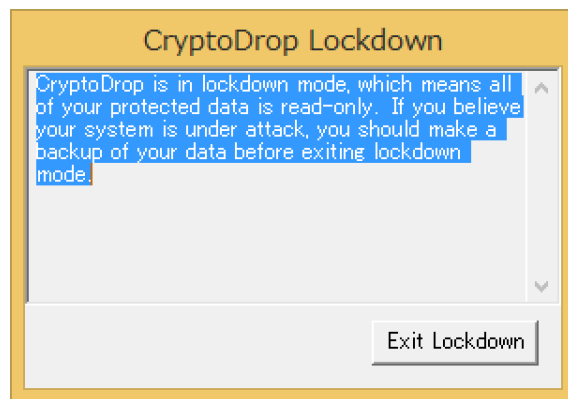 CryptoDrop Lockdown
CryptoDrop is in lockdown mode, which means all
of your protected data is read-only. If you believe
your system is under attack, you should make a
backup of your data before exiting lockdown
mode.
Exit Lockdown